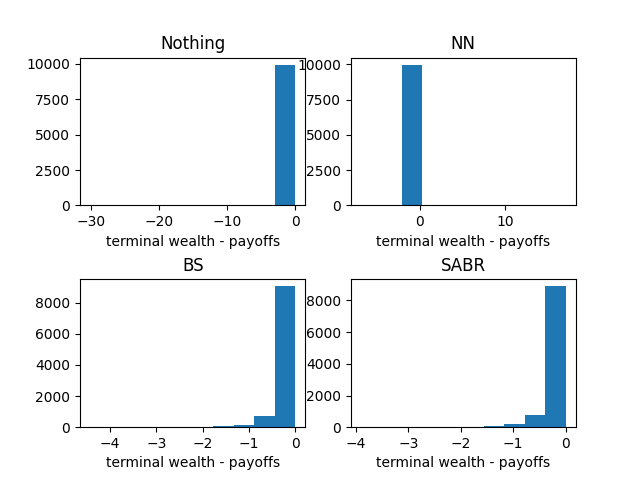 Nothing
10000
7500
5000
2500
0
−30 −20 −10 0
terminal wealth - payoffs
NN
10000
7500
5000
2500
0
0 10
terminal wealth - payoffs
BS
8000
6000
4000
2000
0
−4 −3 −2 −1 0
terminal wealth - payoffs
SABR
8000
6000
4000
2000
0
−4 −3 −2 −1 0
terminal wealth - payoffs